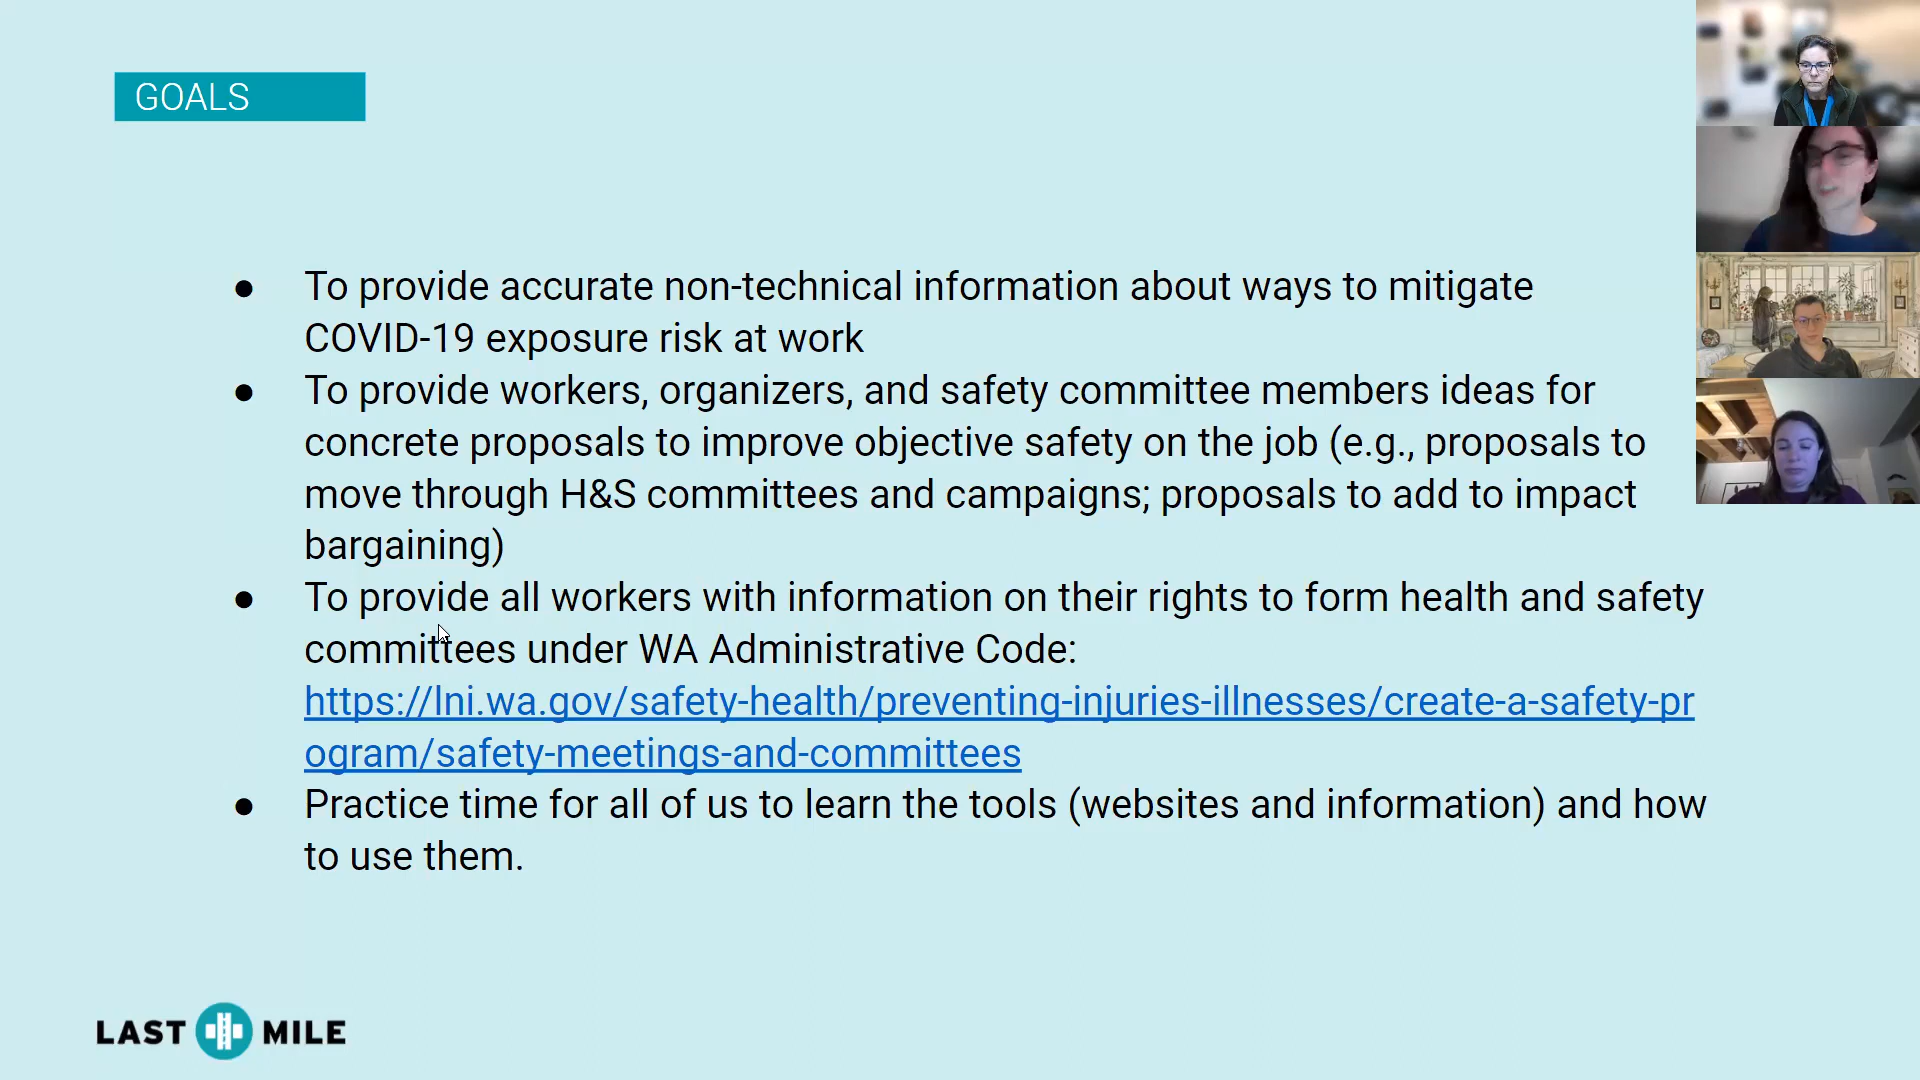 GOALS
● To provide accurate non-technical information about ways to mitigate
COVID-19 exposure risk at work
● To provide workers, organizers, and safety committee members ideas for
concrete proposals to improve objective safety on the job (e.g., proposals to
move through H&S committees and campaigns; proposals to add to impact
bargaining)
● To provide all workers with information on their rights to form health and safety
committees under WA Administrative Code:
https://lni.wa.gov/safety-health/preventing-injuries-illnesses/create-a-safety-pr
ogram/safety-meetings-and-committees
● Practice time for all of us to learn the tools (websites and information) and how
to use them.
LAST MILE